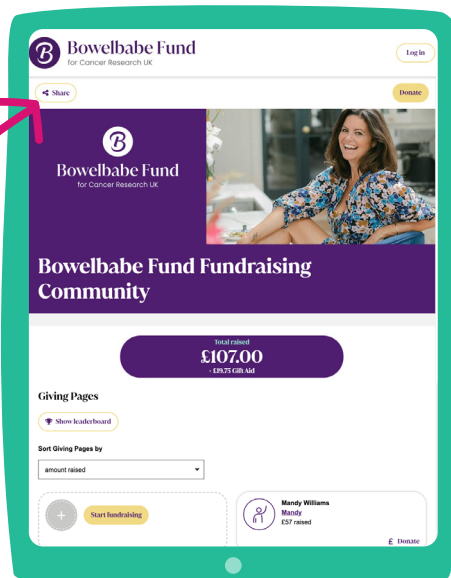 B
Bowelbabe Fund
for Cancer Research UK
Log in
Share
Donate
B
Bowelbabe Fund
for Cancer Research UK
Bowelbabe Fund Fundraising
Community
Total raised
£107.00
+ £19.75 Gift Aid
Giving Pages
Show leaderboard
Sort Giving Pages by
amount raised
+
Start fundraising
Mandy Williams
Mandy
£57 raised
£ Donate